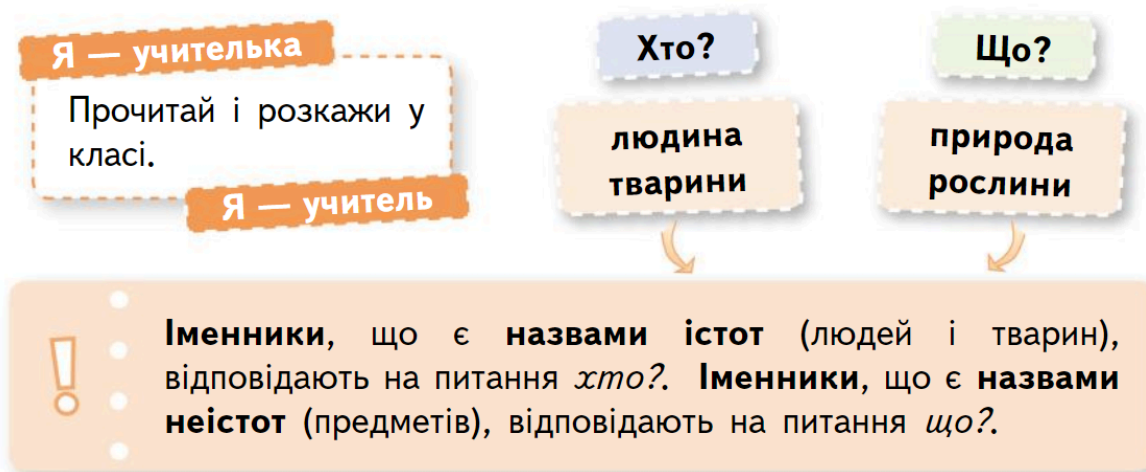 Я — учителька
Прочитай і розкажи у
класі.
Я — учитель
Хто?
людина
тварини
Що?
природа
рослини
Іменники, що є назвами істот (людей і тварин),
відповідають на питання хто?. Іменники, що є назвами
неістот (предметів), відповідають на питання що?.